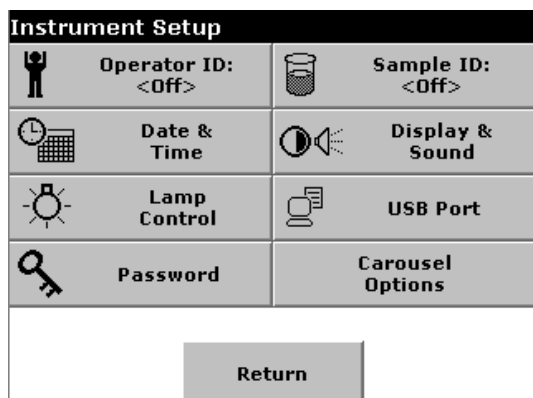 Instrument Setup
Operator ID:
<Off>
Sample ID:
<Off>
Date &
Time
Display &
Sound
Lamp
Control
USB Port
Password
Carousel
Options
Return